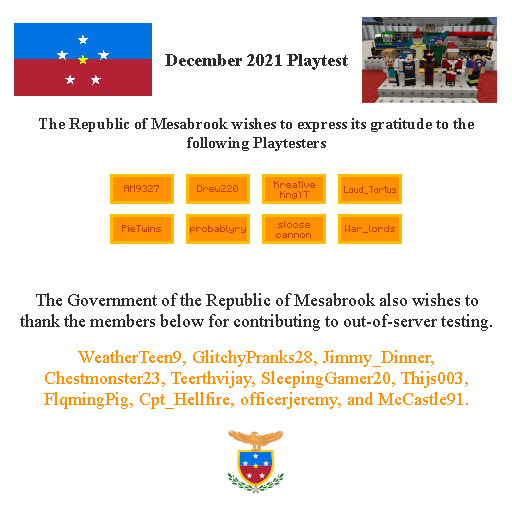 December 2021 Playtest
The Republic of Mesabrook wishes to express its gratitude to the
following Playtesters
AM9327
Drew220
Kreative
KngYT
Loud_Tortus
PieTwins
probablyry
sloose
cannon
War_lords
The Government of the Republic of Mesabrook also wishes to
thank the members below for contributing to out-of-server testing.
WeatherTeen9, GlitchyPranks28, Jimmy_Dinner,
Chestmonster23, Teerthvijay, SleepingGamer20, Thijs003,
FlqmingPig, Cpt_Hellfire, officerjeremy, and McCastle91.